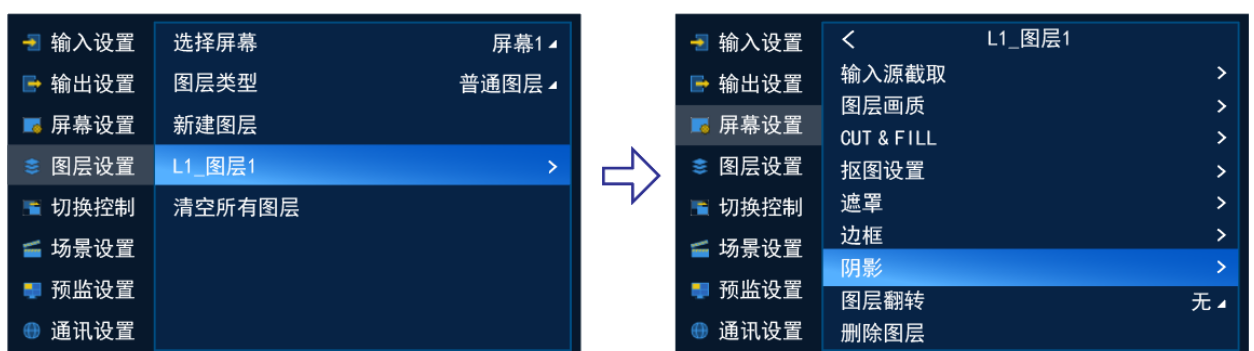 输入设置
输出设置
屏幕设置
图层设置
切换控制
场景设置
预监设置
通讯设置
选择屏幕 屏幕1
图层类型 普通图层
新建图层
L1_图层1 >
清空所有图层
输入设置
输出设置
屏幕设置
图层设置
切换控制
场景设置
预监设置
通讯设置
< L1_图层1
输入源截取 >
图层画质 >
CUT & FILL >
抠图设置 >
遮罩 >
边框 >
阴影 >
图层翻转 无
删除图层